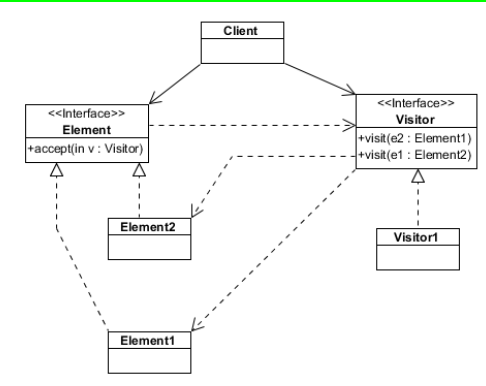 Client
<<Interface>>
Element
+accept(in v : Visitor)
<<Interface>>
Visitor
+visit(e2 : Element1)
+visit(e1 : Element2)
Element2
Visitor1
Element1